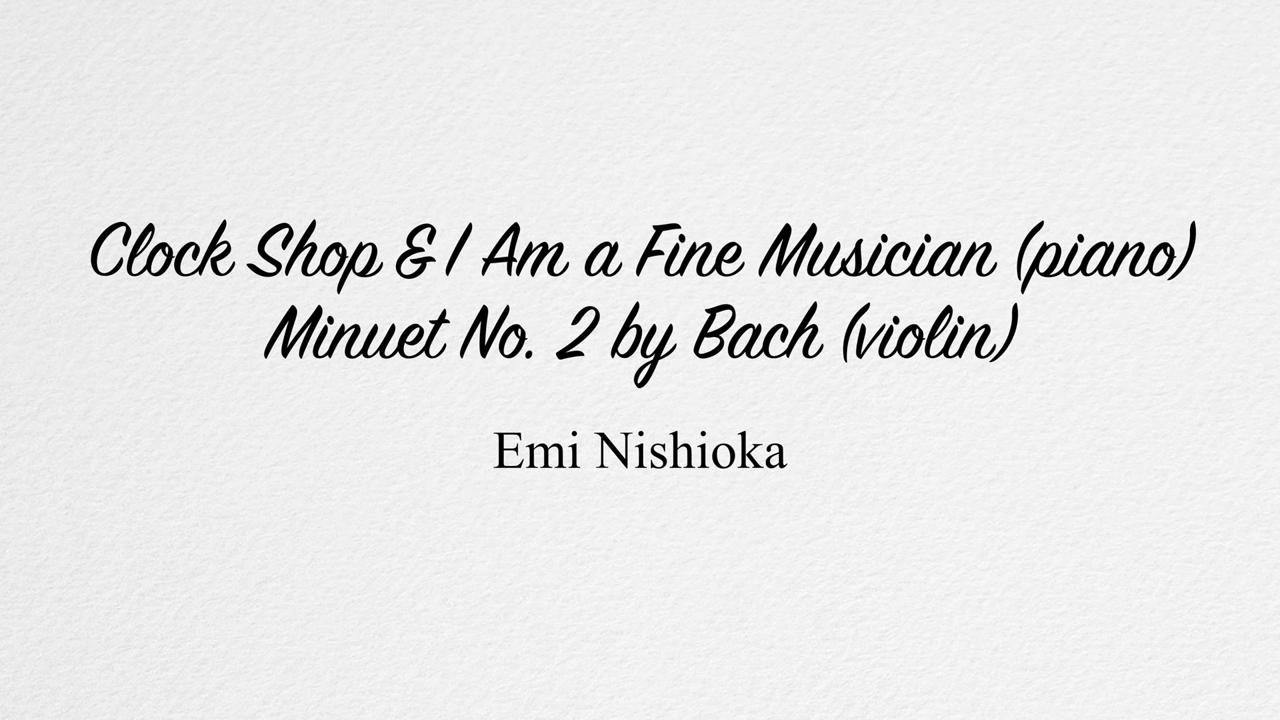 Clock Shop & I Am a Fine Musician (piano)
Minuet No. 2 by Bach (violin)
Emi Nishioka